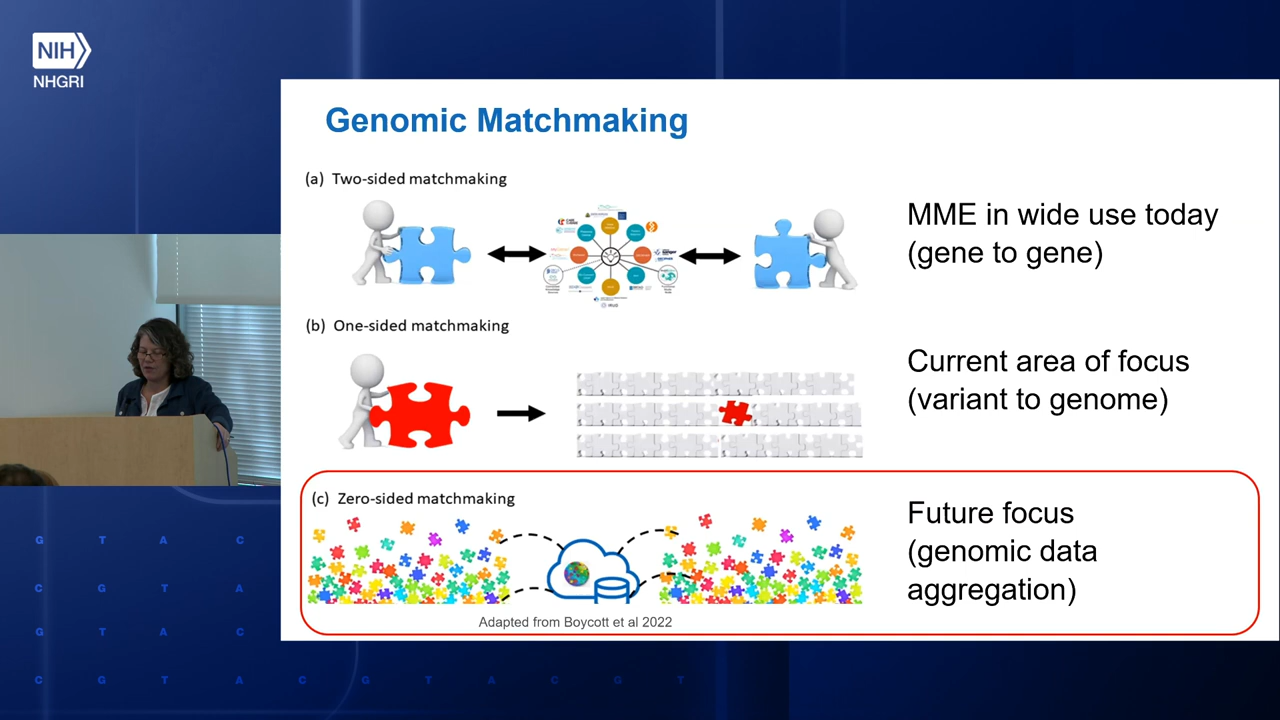 NIH
NHGRI
Genomic Matchmaking
(a) Two-sided matchmaking
MME in wide use today
(gene to gene)
(b) One-sided matchmaking
Current area of focus
(variant to genome)
(c) Zero-sided matchmaking
Future focus
(genomic data
aggregation)
Adapted from Boycott et al 2022
G T A C
C G T A
G T A C
C G T A C G T A C G T